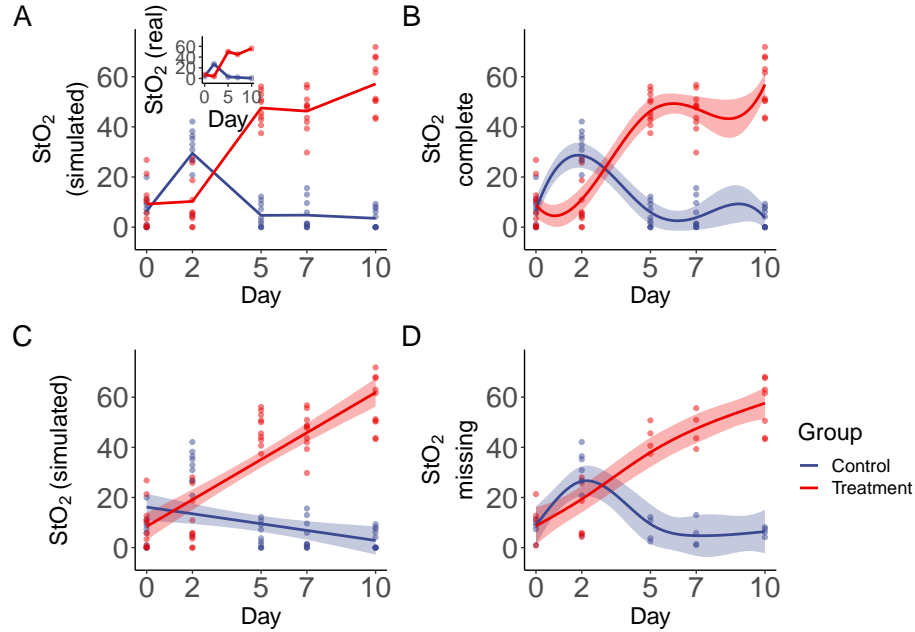 A
StO2
(simulated)
60
40
20
0
0
2
5
7
10
Day
StO2 (real)
60
40
20
0
0
5
10
Day
B
StO2
complete
60
40
20
0
0
2
5
7
10
Day
C
StO2 (simulated)
60
40
20
0
0
2
5
7
10
Day
D
StO2
missing
60
40
20
0
0
2
5
7
10
Day
Group
Control
Treatment